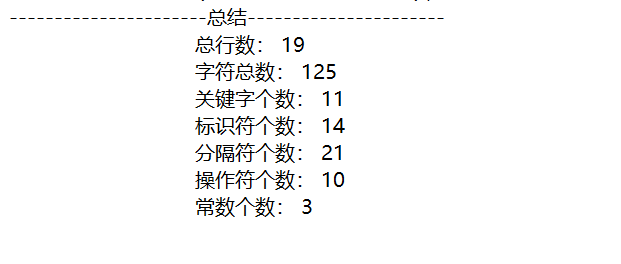 ----------------------总结----------------------
总行数： 19
字符总数： 125
关键字个数： 11
标识符个数： 14
分隔符个数： 21
操作符个数： 10
常数个数： 3